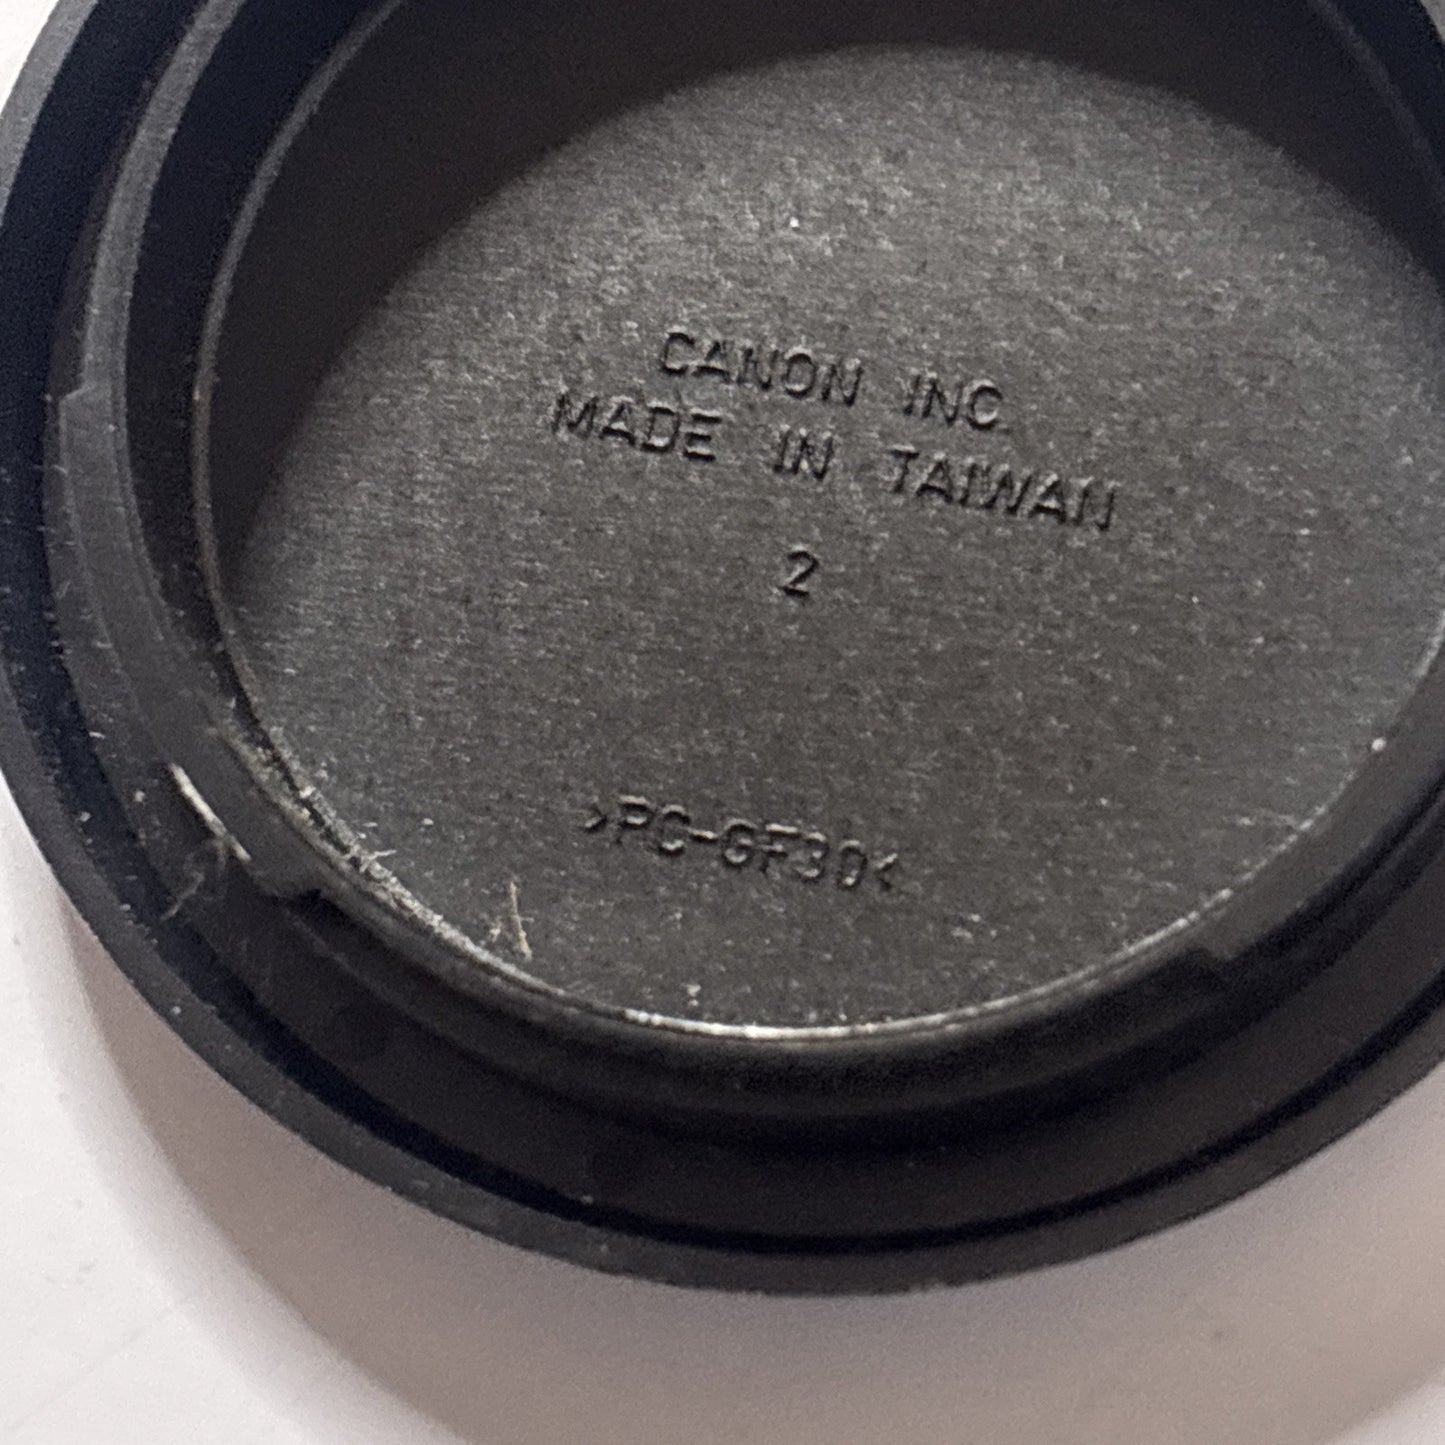 CANON INC.
MADE IN TAIWAN
2
>PC-GF30<